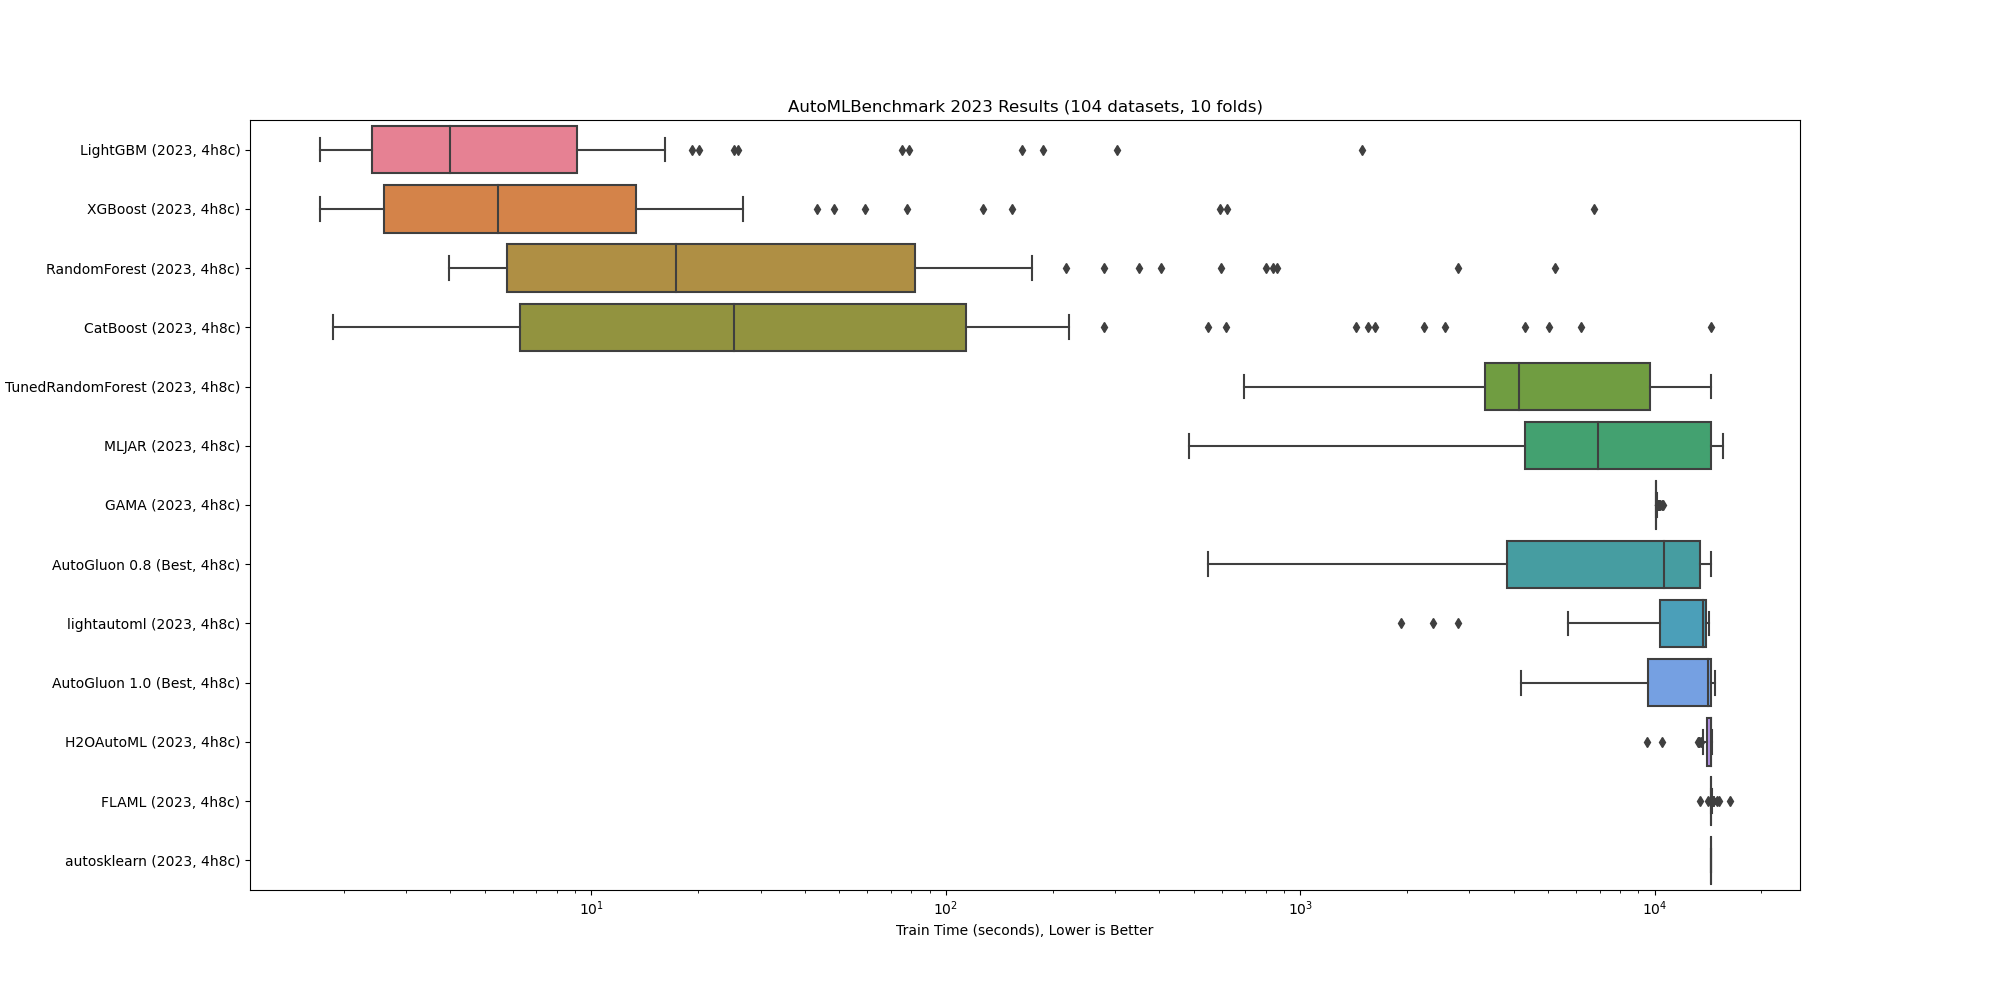 AutoMLBenchmark 2023 Results (104 datasets, 10 folds)
LightGBM (2023, 4h8c)
XGBoost (2023, 4h8c)
RandomForest (2023, 4h8c)
CatBoost (2023, 4h8c)
TunedRandomForest (2023, 4h8c)
MLJAR (2023, 4h8c)
GAMA (2023, 4h8c)
AutoGluon 0.8 (Best, 4h8c)
lightautoml (2023, 4h8c)
AutoGluon 1.0 (Best, 4h8c)
H2OAutoML (2023, 4h8c)
FLAML (2023, 4h8c)
autosklearn (2023, 4h8c)
10¹ 10² 10³ 10⁴
Train Time (seconds), Lower is Better